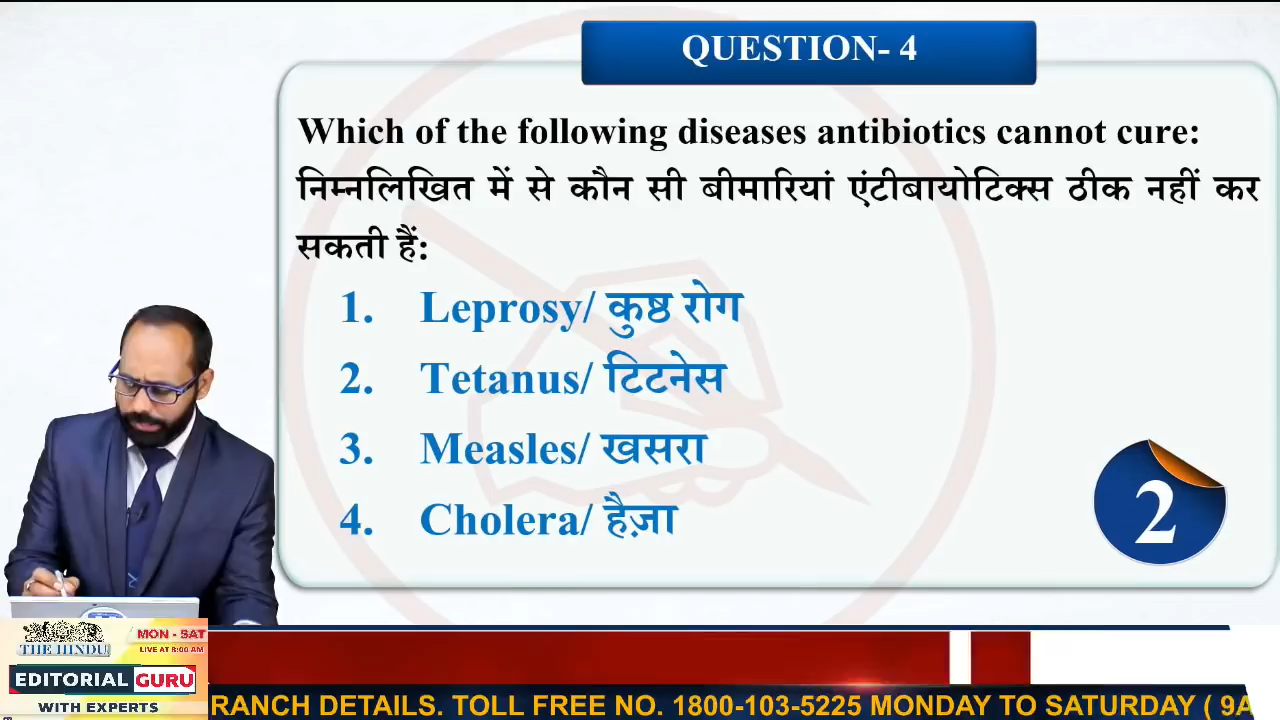 QUESTION- 4
Which of the following diseases antibiotics cannot cure:
निम्नलिखित में से कौन सी बीमारियां एंटीबायोटिक्स ठीक नहीं कर
सकती हैं:
1. Leprosy/ कुष्ठ रोग
2. Tetanus/ टिटनेस
3. Measles/ खसरा
4. Cholera/ हैज़ा
2
THE HINDU
MON - SAT
LIVE AT 8:00 AM
EDITORIAL GURU
WITH EXPERTS
RANCH DETAILS. TOLL FREE NO. 1800-103-5225 MONDAY TO SATURDAY ( 9A